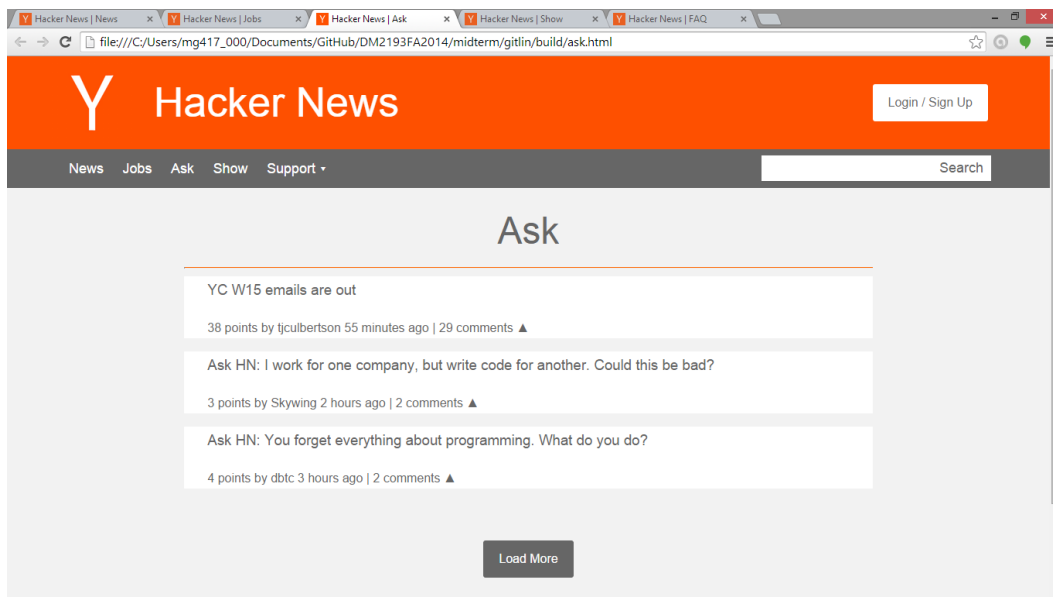 Hacker News | News
Hacker News | Jobs
Hacker News | Ask
Hacker News | Show
Hacker News | FAQ
file:///C:/Users/mg417_000/Documents/GitHub/DM2193FA2014/midterm/gitlin/build/ask.html
Y Hacker News
Login / Sign Up
News Jobs Ask Show Support ▾
Search
Ask
YC W15 emails are out
38 points by tjculbertson 55 minutes ago | 29 comments ▲
Ask HN: I work for one company, but write code for another. Could this be bad?
3 points by Skywing 2 hours ago | 2 comments ▲
Ask HN: You forget everything about programming. What do you do?
4 points by dbtc 3 hours ago | 2 comments ▲
Load More